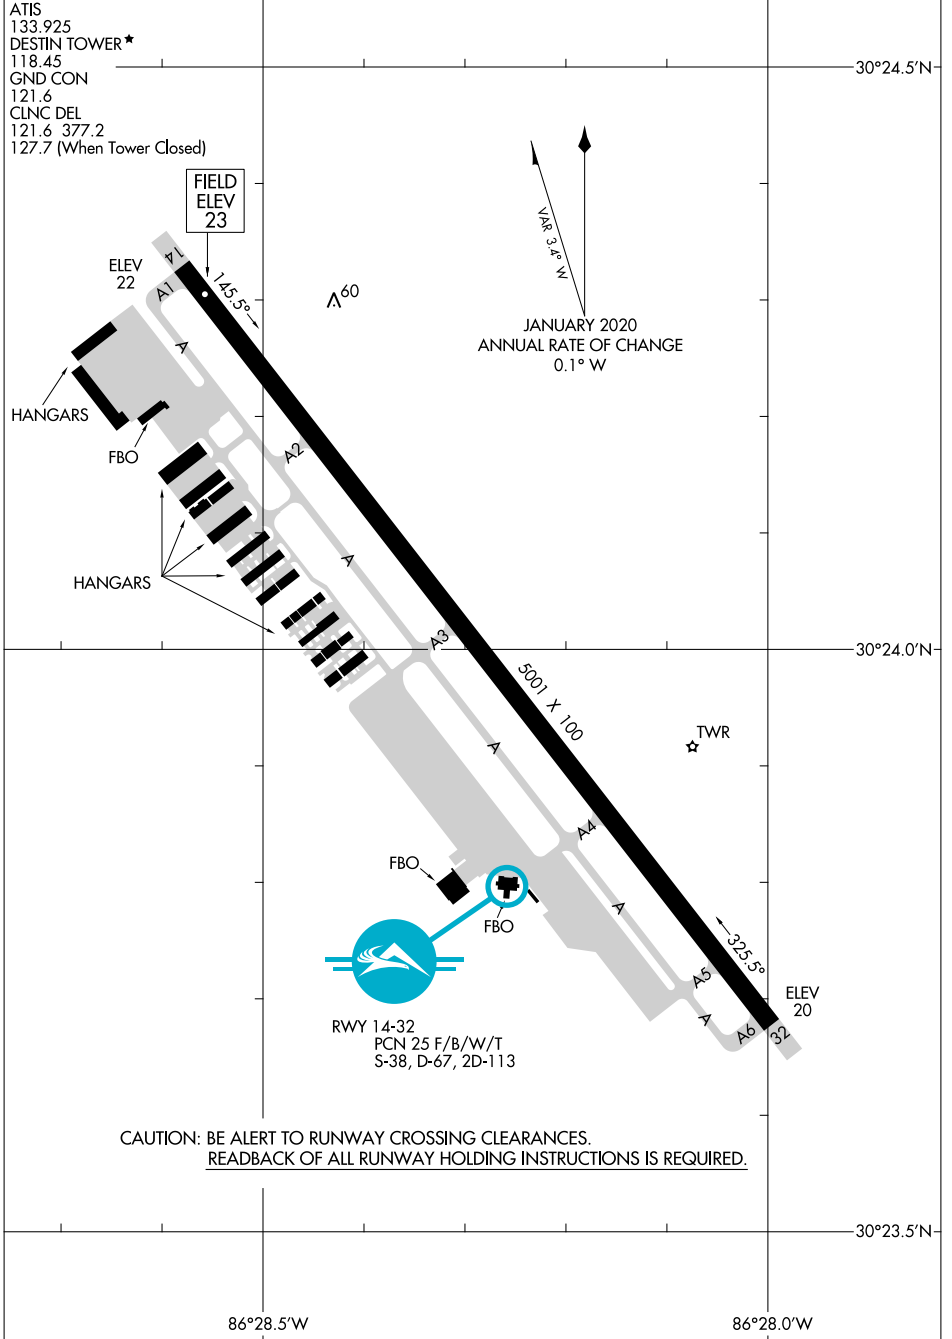 ATIS
133.925
DESTIN TOWER★
118.45
GND CON
121.6
CLNC DEL
121.6 377.2
127.7 (When Tower Closed)
30°24.5'N
FIELD
ELEV
23
VAR 3.4° W
JANUARY 2020
ANNUAL RATE OF CHANGE
0.1° W
14
ELEV
22
A1
145.5°
60
A
HANGARS
FBO
A2
A
HANGARS
A3
30°24.0'N
5001 X 100
TWR
A
A4
FBO
FBO
A
325.5°
A5
ELEV
20
A
A6
32
RWY 14-32
PCN 25 F/B/W/T
S-38, D-67, 2D-113
CAUTION: BE ALERT TO RUNWAY CROSSING CLEARANCES.
READBACK OF ALL RUNWAY HOLDING INSTRUCTIONS IS REQUIRED.
30°23.5'N
86°28.5'W
86°28.0'W